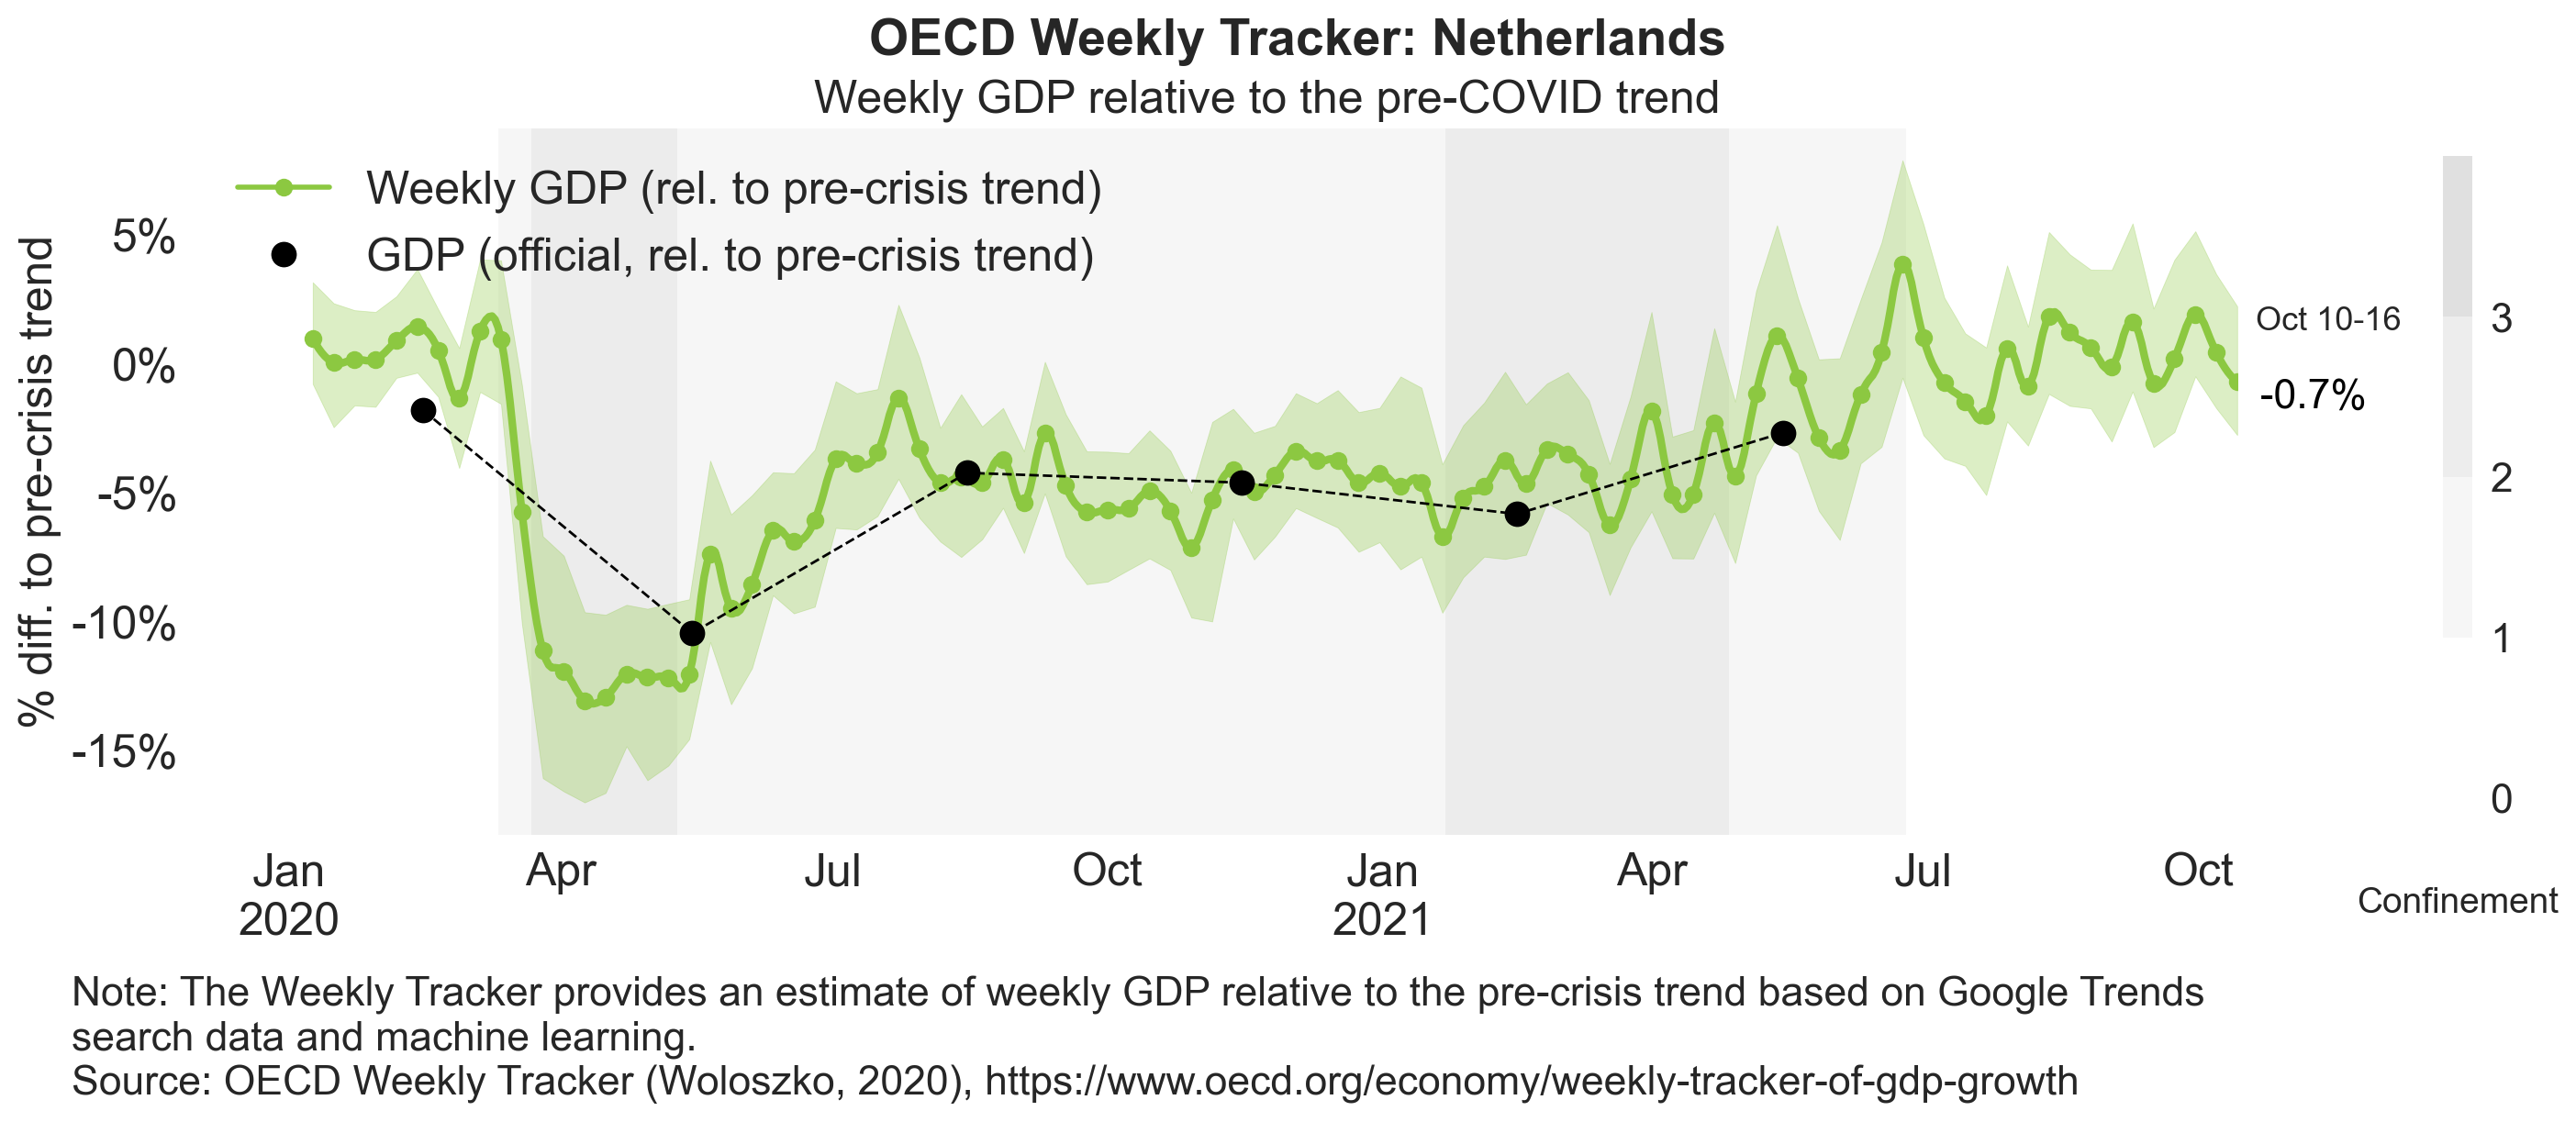 OECD Weekly Tracker: Netherlands
Weekly GDP relative to the pre-COVID trend
Weekly GDP (rel. to pre-crisis trend)
GDP (official, rel. to pre-crisis trend)
% diff. to pre-crisis trend
5%
0%
-5%
-10%
-15%
Oct 10-16
-0.7%
3
2
1
0
Confinement
Jan Apr Jul Oct Jan Apr Jul Oct
2020 2021
Note: The Weekly Tracker provides an estimate of weekly GDP relative to the pre-crisis trend based on Google Trends
search data and machine learning.
Source: OECD Weekly Tracker (Woloszko, 2020), https://www.oecd.org/economy/weekly-tracker-of-gdp-growth